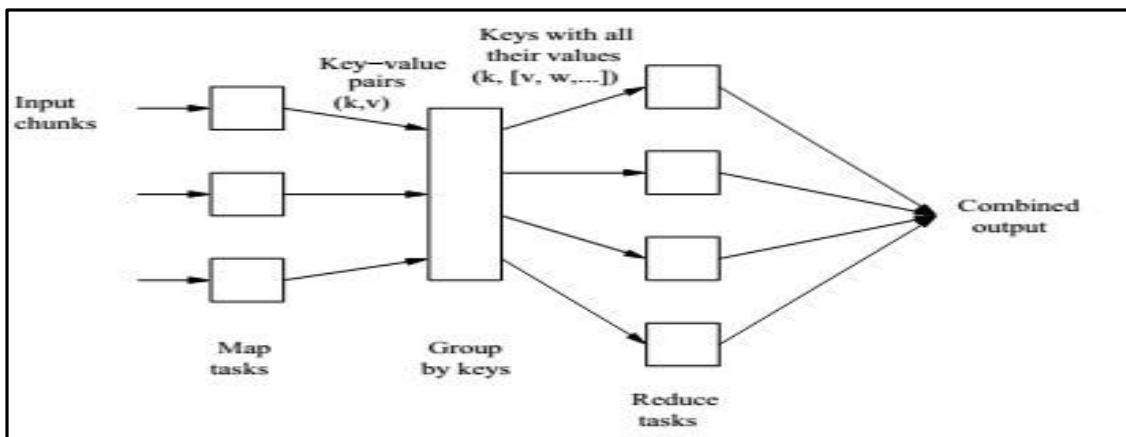 Input
chunks
Key−value
pairs
(k,v)
Keys with all
their values
(k, [v, w,...])
Combined
output
Map
tasks
Group
by keys
Reduce
tasks